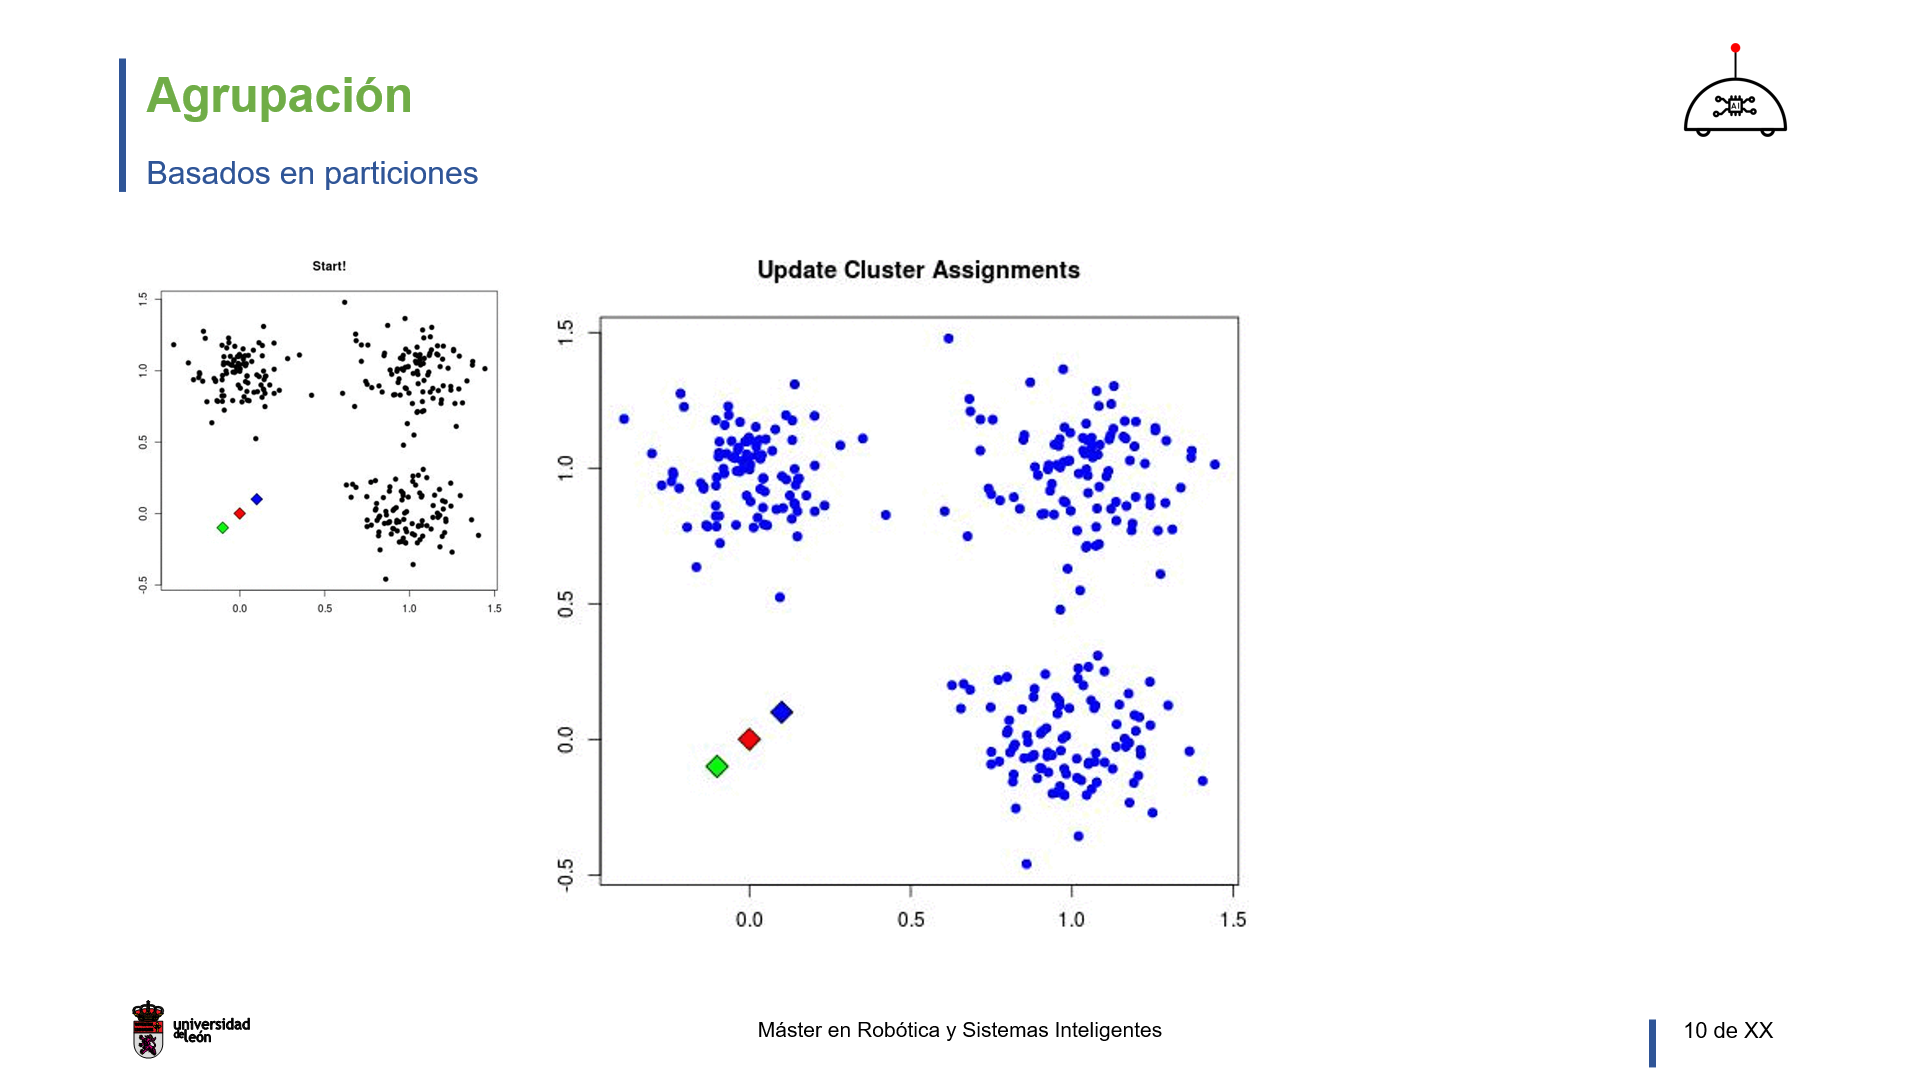 Agrupación
AI
Basados en particiones
Start!
1.5
1.0
0.5
0.0
-0.5
0.0
0.5
1.0
1.5
Update Cluster Assignments
1.5
1.0
0.5
0.0
-0.5
0.0
0.5
1.0
1.5
universidad
de león
Máster en Robótica y Sistemas Inteligentes
10 de XX